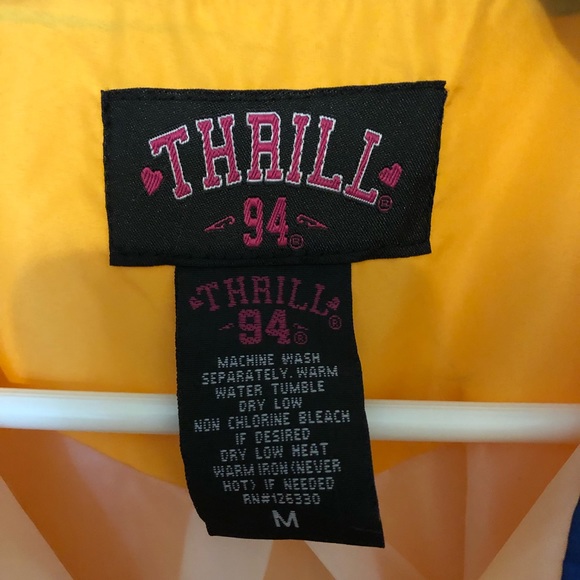 THRILL®
94®
THRILL
94®
MACHINE WASH
SEPARATELY. WARM
WATER TUMBLE
DRY LOW
NON CHLORINE BLEACH
IF DESIRED
DRY LOW HEAT
WARM IRON(NEVER
HOT) IF NEEDED
RN#126330
M